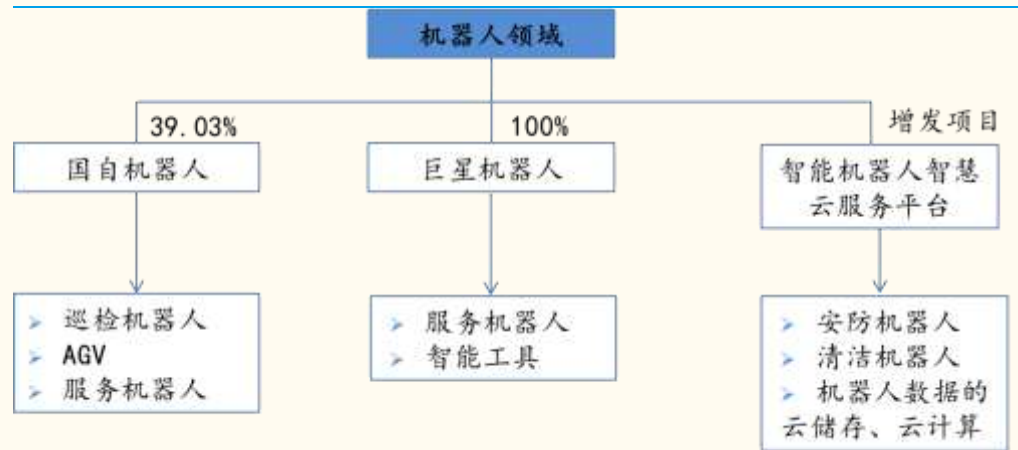 机器人领域
39.03%
100%
增发项目
国自机器人
巨星机器人
智能机器人智慧
云服务平台
➢ 巡检机器人
➢ AGV
➢ 服务机器人
➢ 服务机器人
➢ 智能工具
➢ 安防机器人
➢ 清洁机器人
➢ 机器人数据的
云储存、云计算